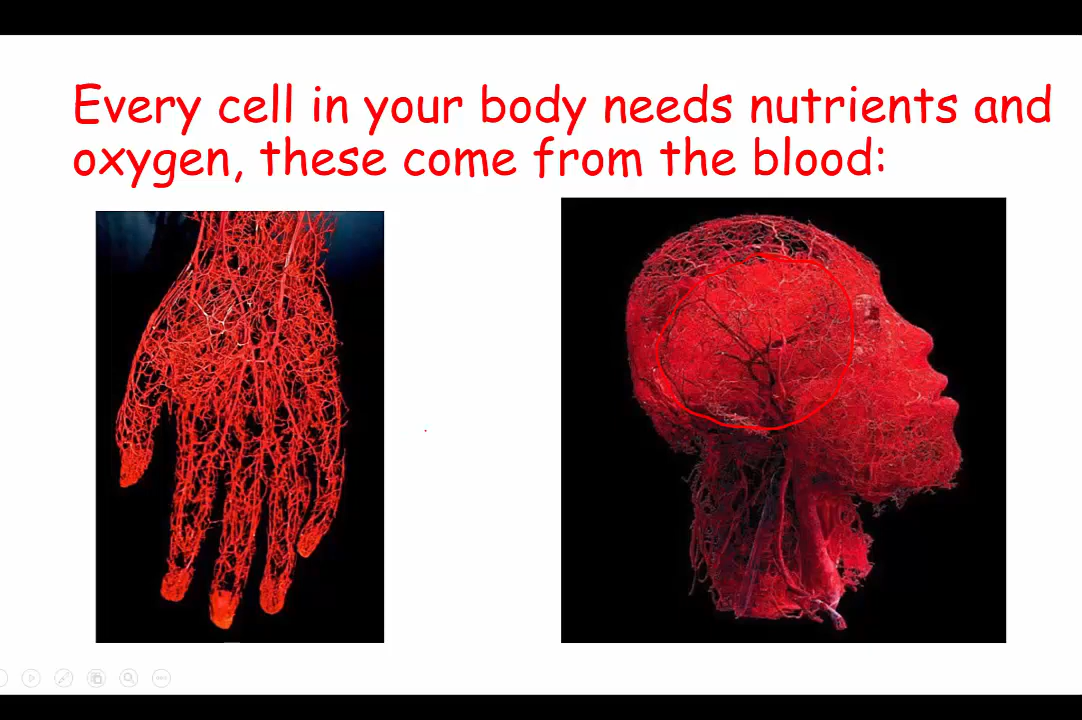 Every cell in your body needs nutrients and
oxygen, these come from the blood: